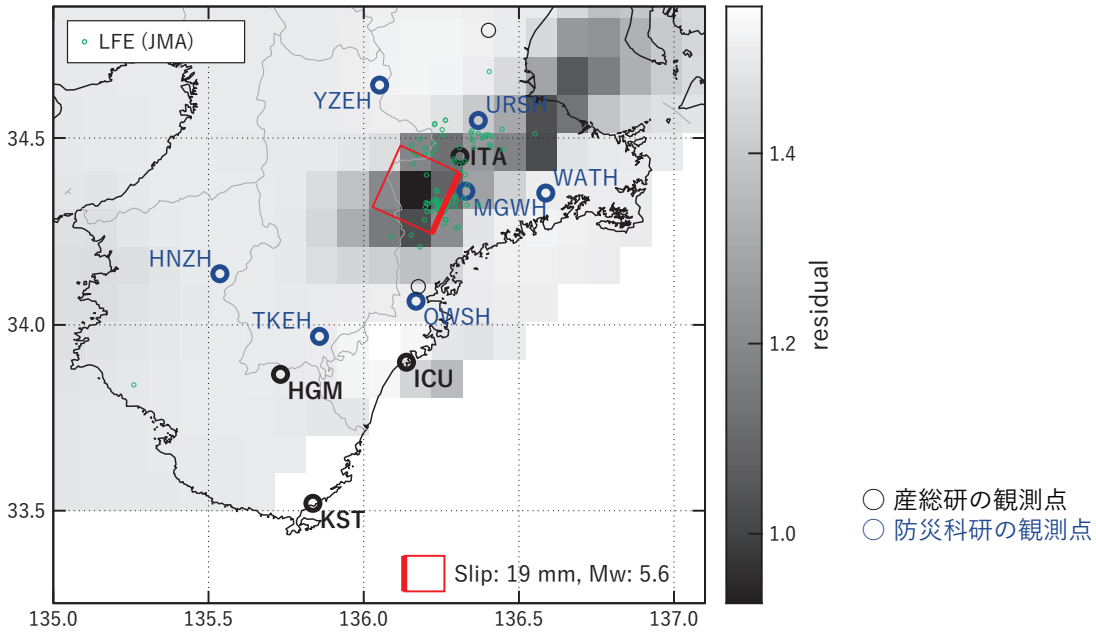 LFE (JMA)
YZEH
URSH
34.5
ITA
WATH
MGWH
1.4
HNZH
residual
OWSH
TKEH
34.0
1.2
ICU
HGM
33.5
KST
1.0
産総研の観測点
防災科研の観測点
Slip: 19 mm, Mw: 5.6
135.0 135.5 136.0 136.5 137.0